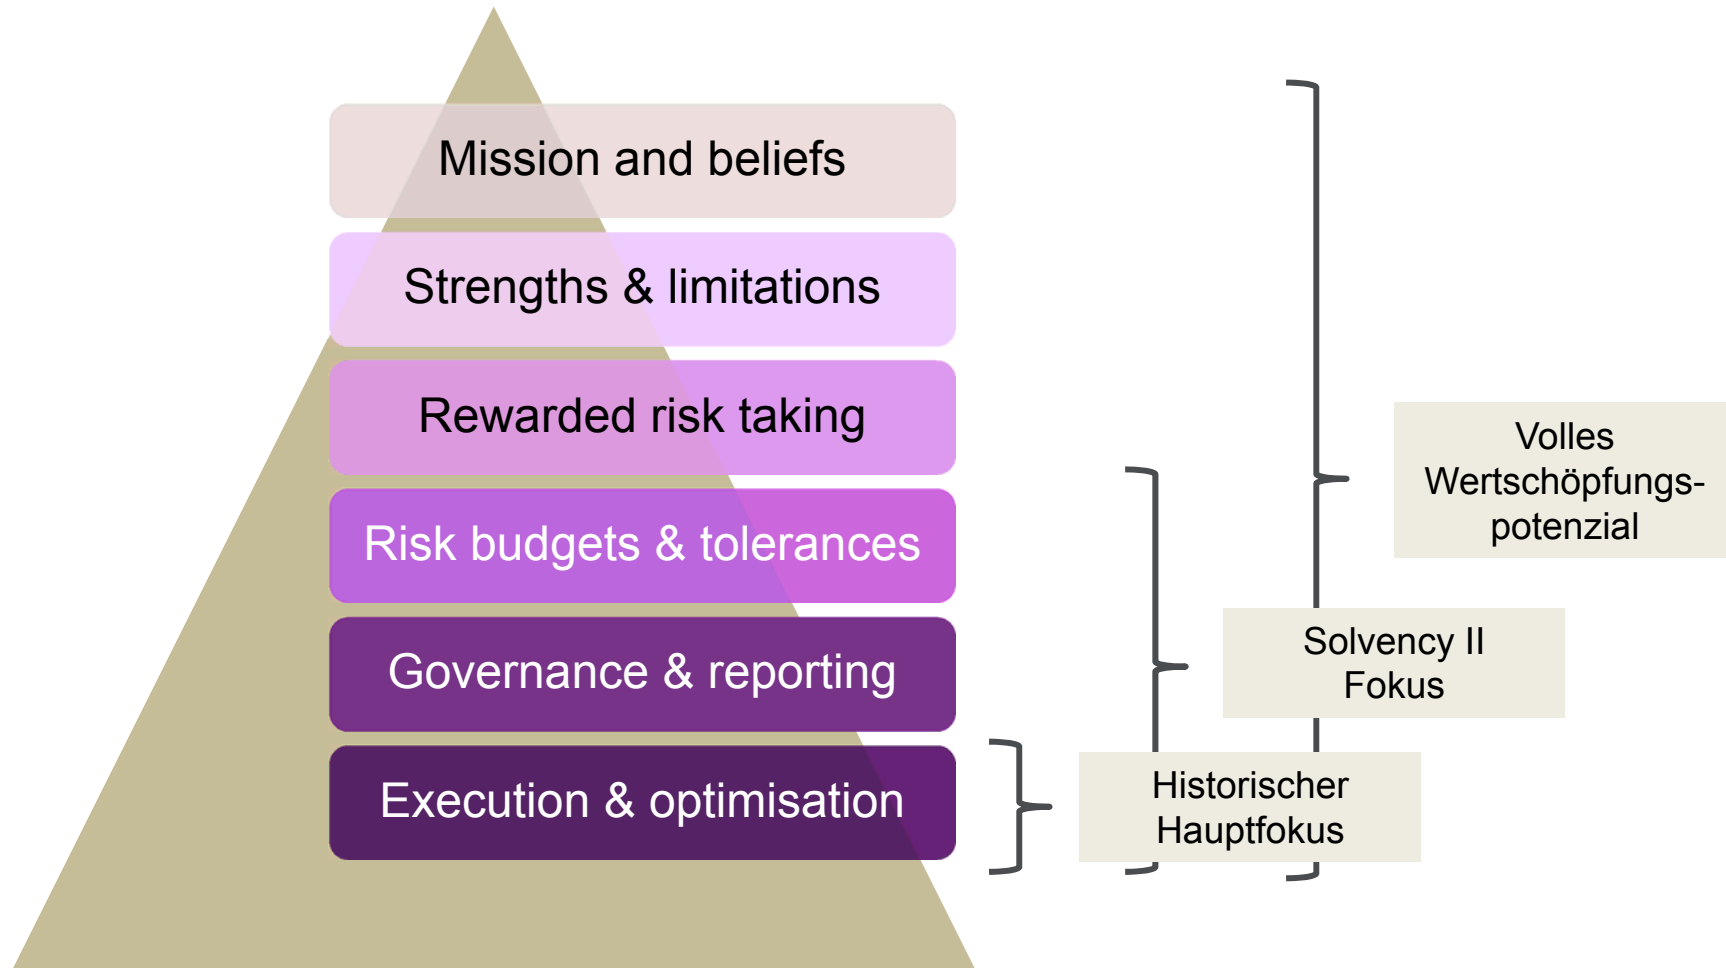 Mission and beliefs
Strengths & limitations
Rewarded risk taking
Risk budgets & tolerances
Governance & reporting
Execution & optimisation
Volles
Wertschöpfungs-
potenzial
Solvency II
Fokus
Historischer
Hauptfokus